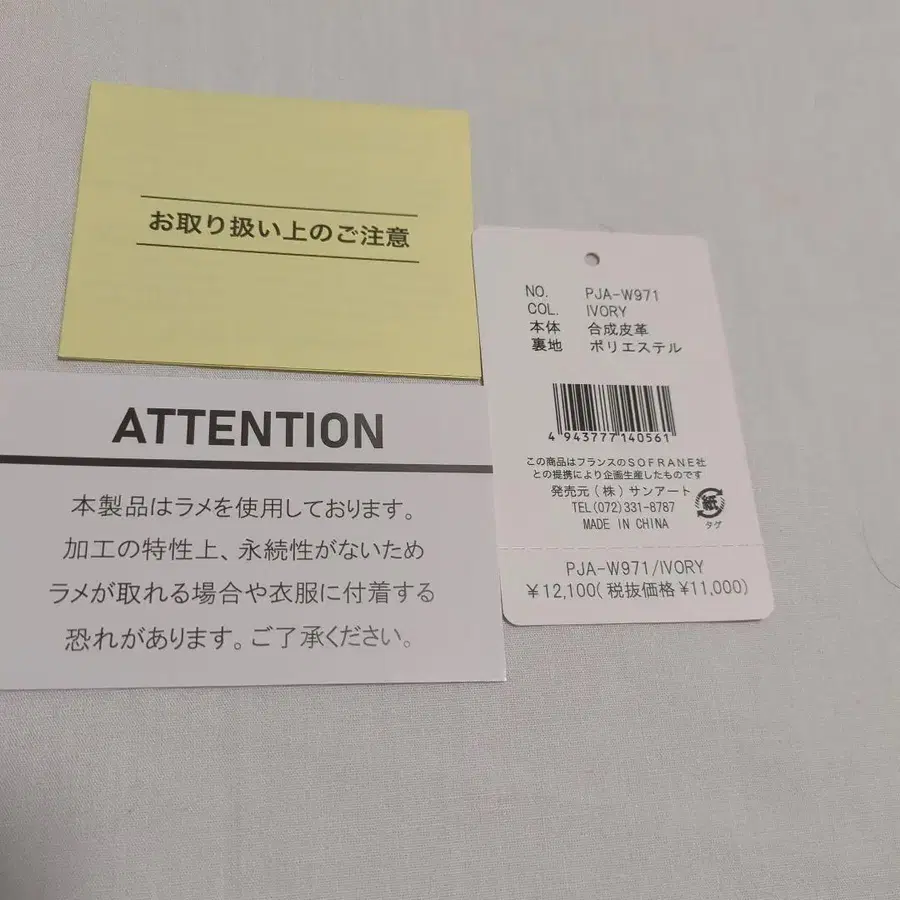 お取り扱い上のご注意
ATTENTION
本製品はラメを使用しております。
加工の特性上、永続性がないため
ラメが取れる場合や衣服に付着する
恐れがあります。ご了承ください。
NO. PJA-W971
COL. IVORY
本体 合成皮革
裏地 ポリエステル
4 943777 140561
この商品はフランスのSOFRANE社
との提携により企画生産したものです
発売元(株)サンアート
TEL(072)331-8787
MADE IN CHINA
紙
タグ
PJA-W971/IVORY
¥12,100(税抜価格¥11,000)